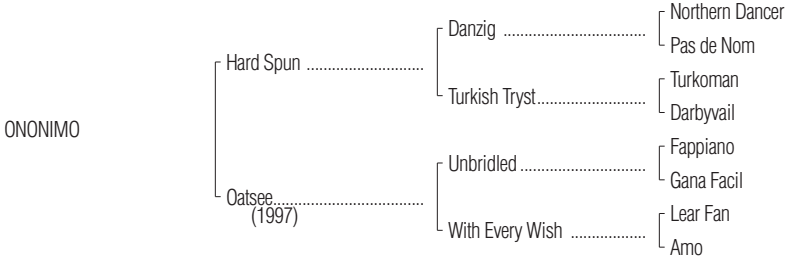 Northern Dancer
Danzig ..................................
Pas de Nom
Hard Spun ............................
Turkoman
Turkish Tryst..........................
Darbyvail
ONONIMO
Fappiano
Unbridled ..............................
Gana Facil
Oatsee....................................
(1997)
Lear Fan
With Every Wish ..................
Amo